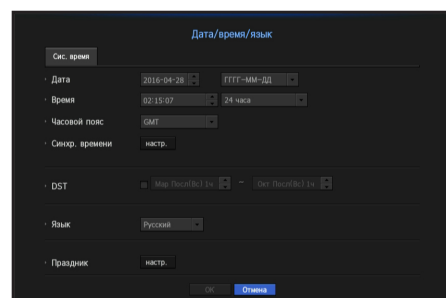 Дата/время/язык
Сис. время
Дата 2016-04-28 ГГГГ-ММ-ДД
Время 02:15:07 24 часа
Часовой пояс GMT
Синхр. времени настр.
DST Мар Посл(Вс) 1ч - Окт Посл(Вс) 1ч
Язык Русский
Праздник настр.
OK Отмена